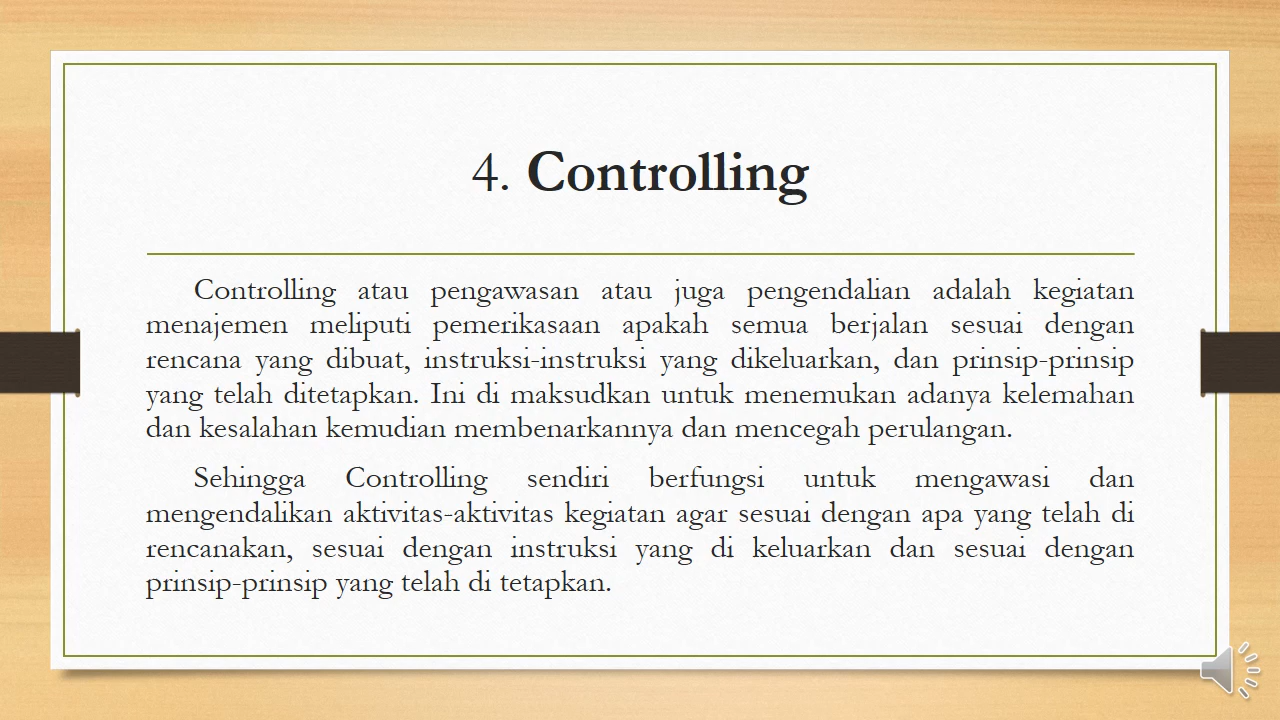 4. Controlling
Controlling atau pengawasan atau juga pengendalian adalah kegiatan
menajemen meliputi pemerikasaan apakah semua berjalan sesuai dengan
rencana yang dibuat, instruksi-instruksi yang dikeluarkan, dan prinsip-prinsip
yang telah ditetapkan. Ini di maksudkan untuk menemukan adanya kelemahan
dan kesalahan kemudian membenarkannya dan mencegah perulangan.
Sehingga Controlling sendiri berfungsi untuk mengawasi dan
mengendalikan aktivitas-aktivitas kegiatan agar sesuai dengan apa yang telah di
rencanakan, sesuai dengan instruksi yang di keluarkan dan sesuai dengan
prinsip-prinsip yang telah di tetapkan.